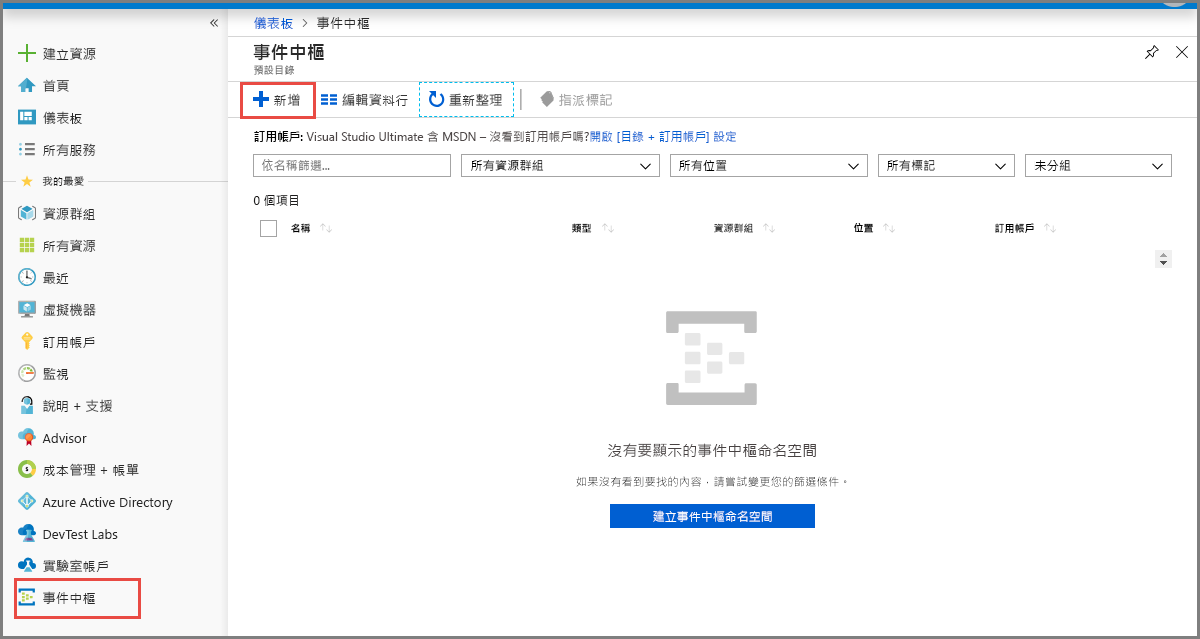 «
建立資源
首頁
儀表板
所有服務
我的最愛
資源群組
所有資源
最近
虛擬機器
訂用帳戶
監視
說明 + 支援
Advisor
成本管理 + 帳單
Azure Active Directory
DevTest Labs
實驗室帳戶
事件中樞
儀表板 > 事件中樞
事件中樞
預設目錄
新增 編輯資料行 重新整理 指派標記
訂用帳戶: Visual Studio Ultimate 含 MSDN – 沒看到訂用帳戶嗎?開啟 [目錄 + 訂用帳戶] 設定
依名稱篩選... 所有資源群組 所有位置 所有標記 未分組
0 個項目
名稱 ↑↓ 類型 ↑↓ 資源群組 ↑↓ 位置 ↑↓ 訂用帳戶 ↑↓
沒有要顯示的事件中樞命名空間
如果沒有看到要找的內容，請嘗試變更您的篩選條件。
建立事件中樞命名空間